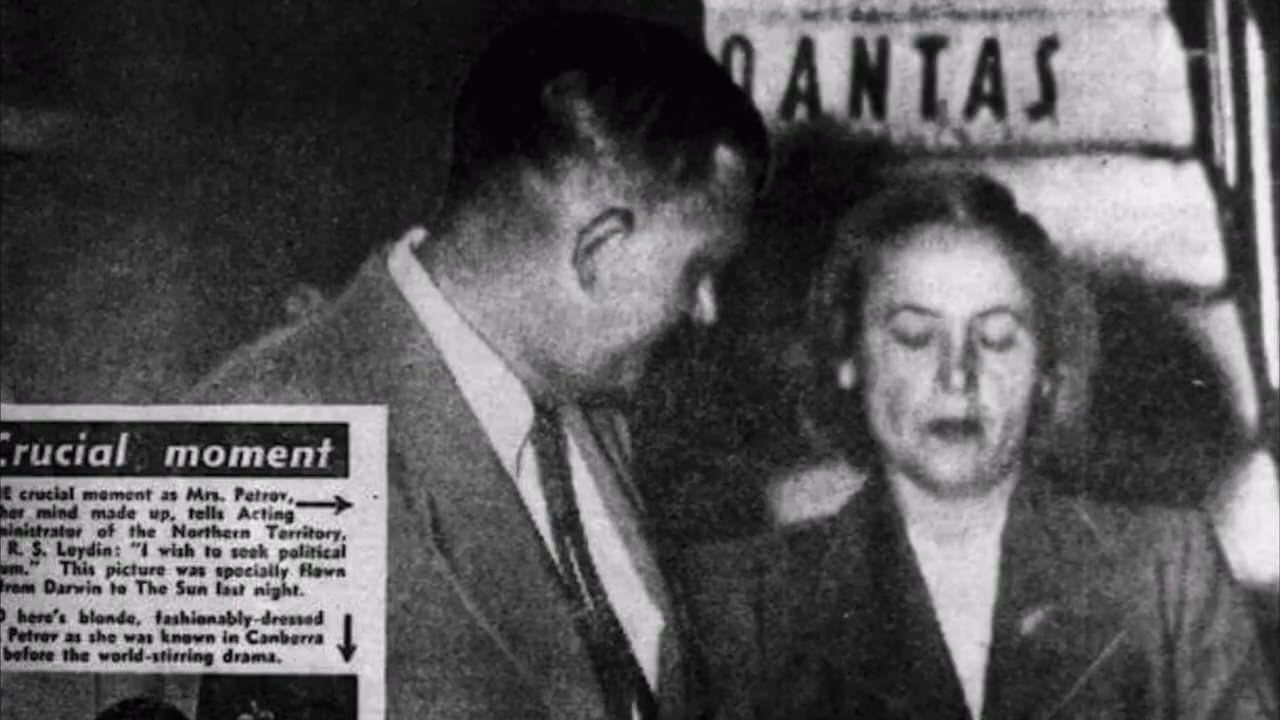 QANTAS
Crucial moment
E crucial moment as Mrs. Petrov,
her mind made up, tells Acting
ministrator of the Northern Territory,
R. S. Leydin: "I wish to seek political
um." This picture was specially flown
from Darwin to The Sun last night.
D here's blonde, fashionably-dressed
Petrov as she was known in Canberra
before the world-stirring drama.